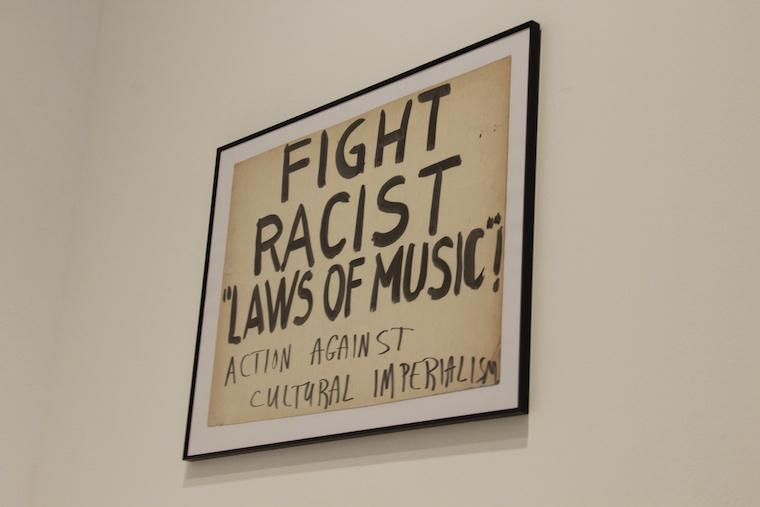 FIGHT
RACIST
"LAWS OF MUSIC"!
ACTION AGAINST
CULTURAL IMPERIALISM